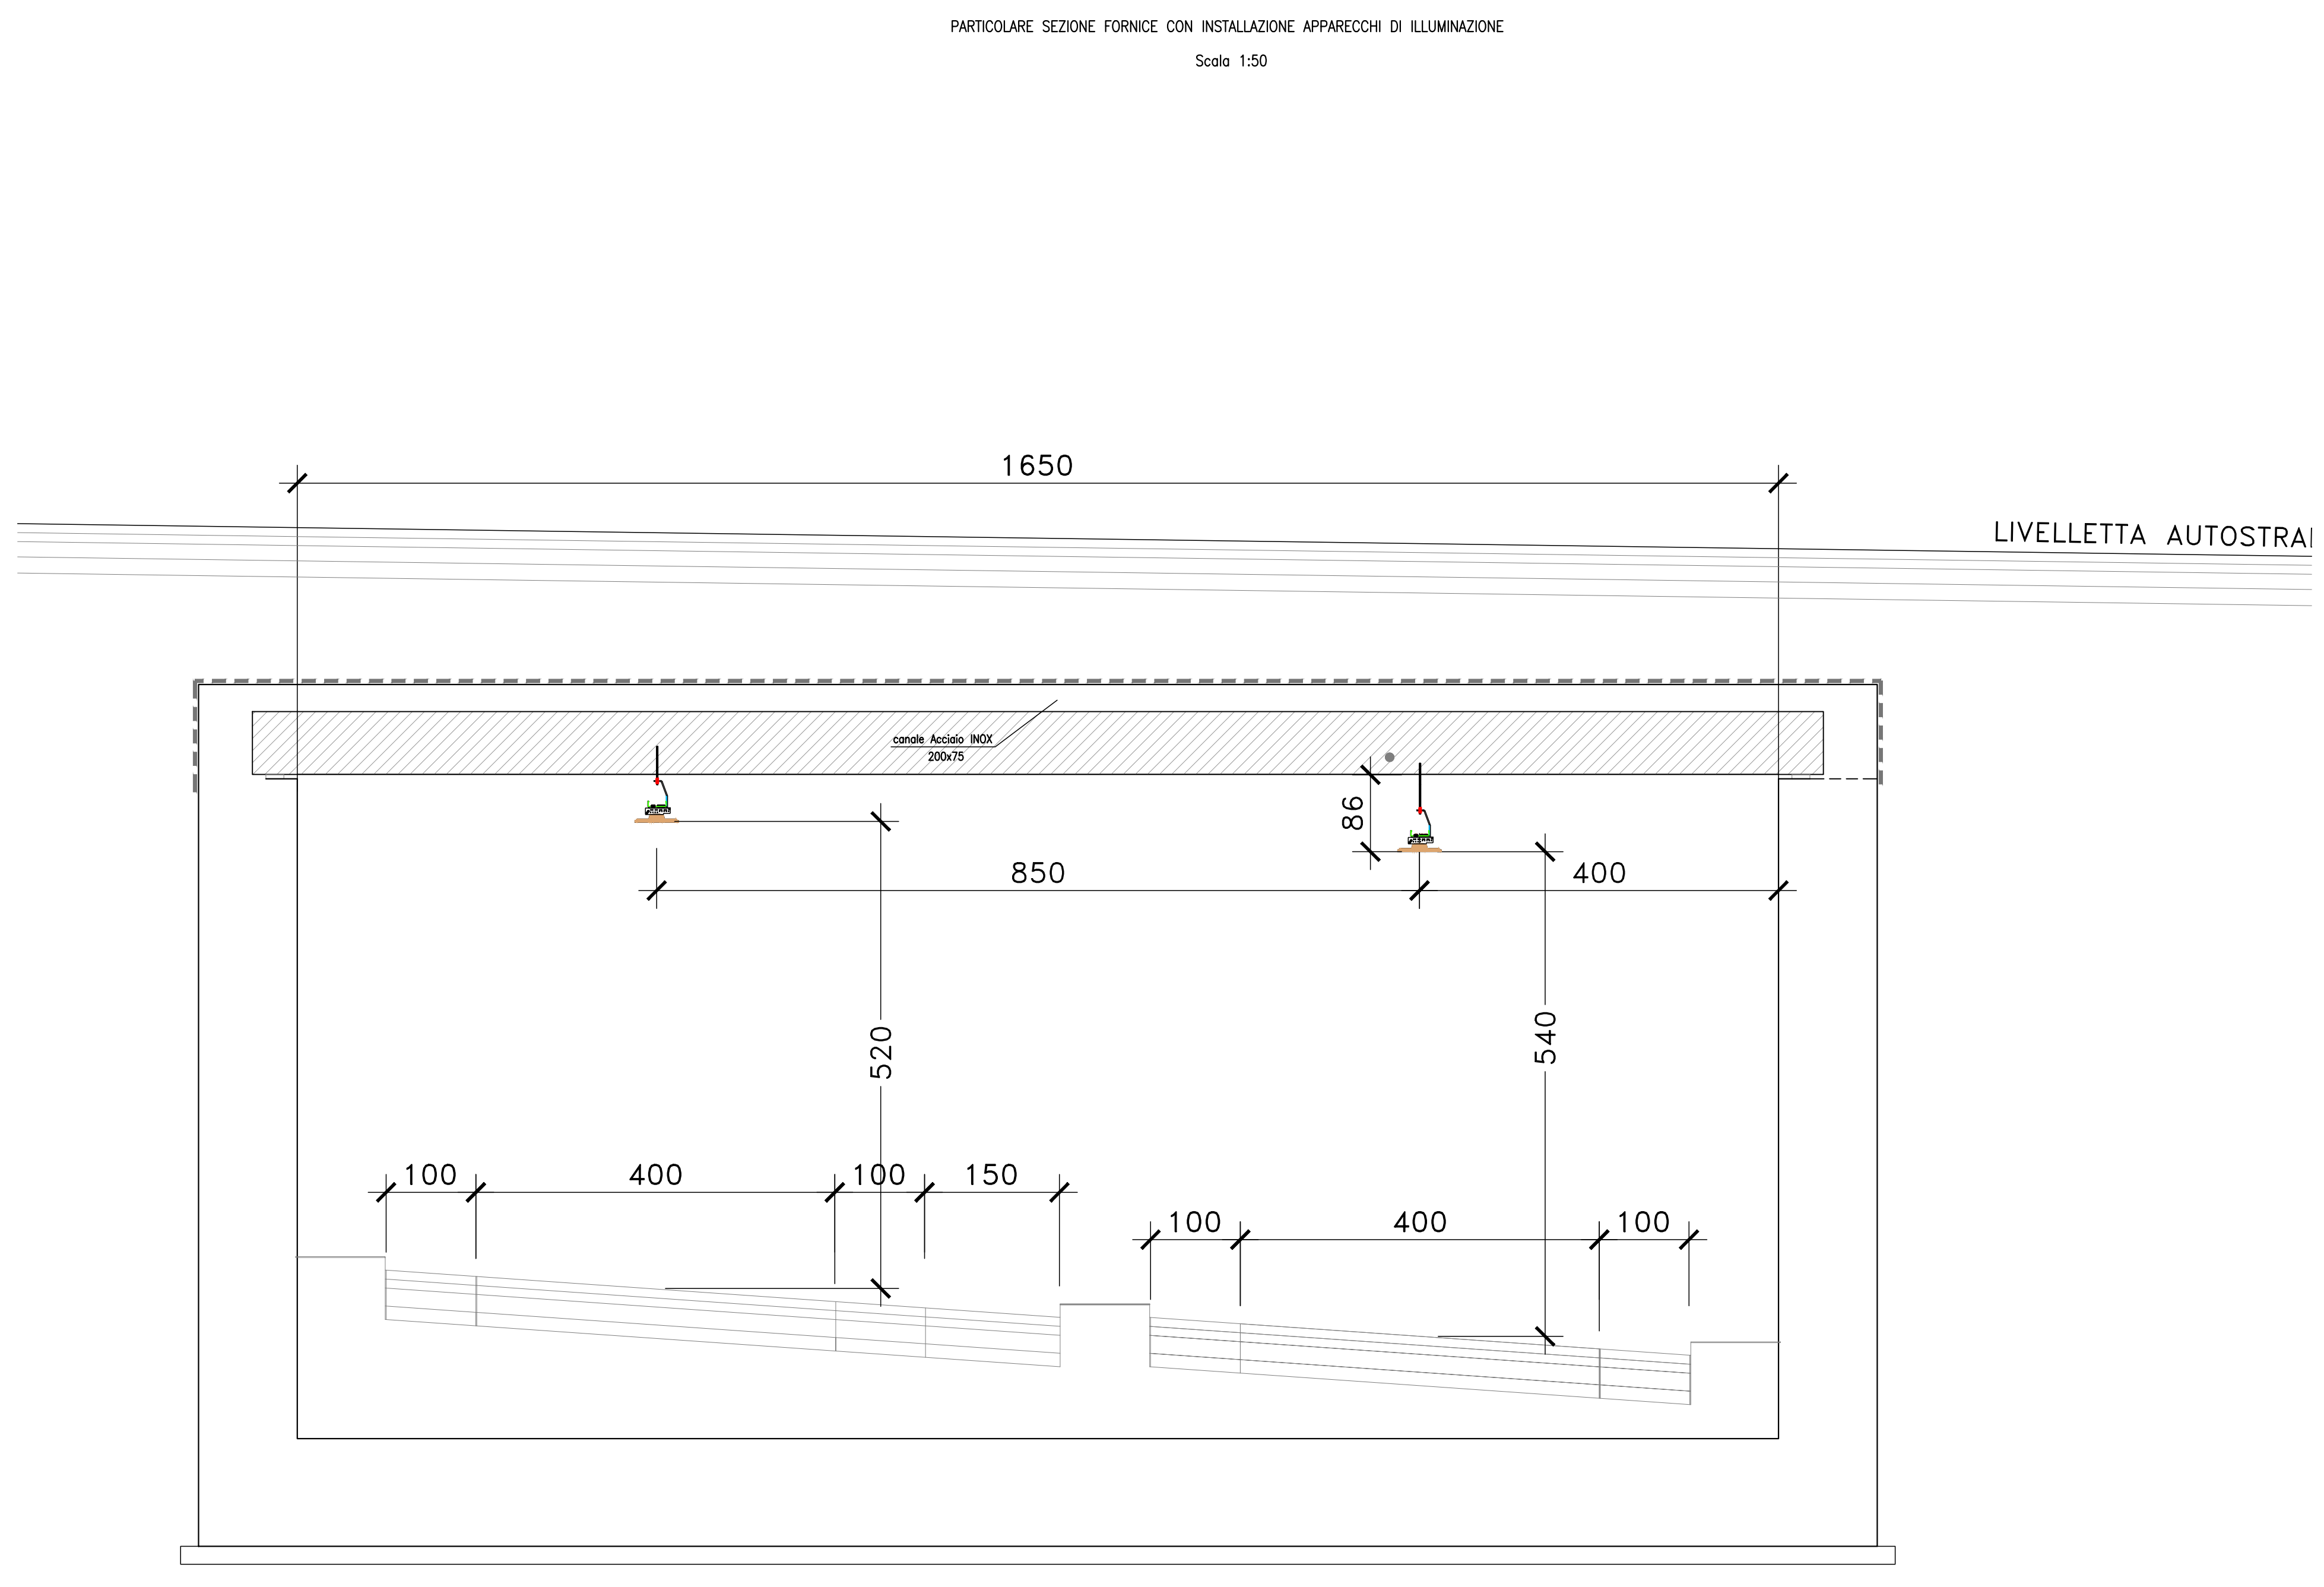 PARTICOLARE SEZIONE FORNICE CON INSTALLAZIONE APPARECCHI DI ILLUMINAZIONE
Scala 1:50
1650
LIVELLETTA
canale Acciaio INOX
200x75
86
850
400
520
540
100
400
100
150
100
400
100